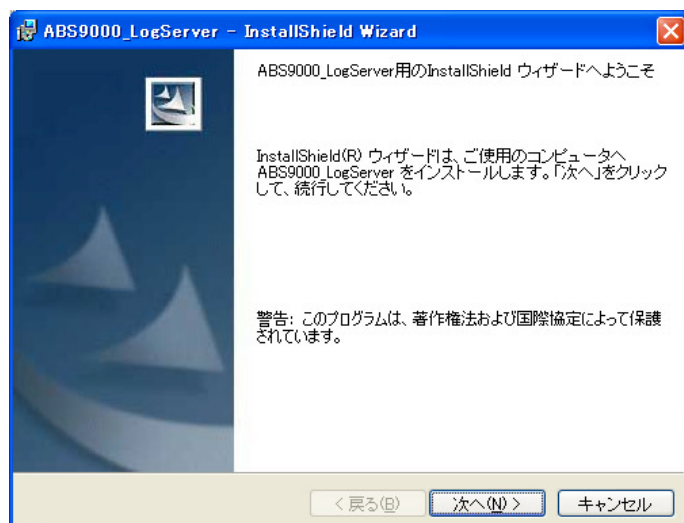 ABS9000_LogServer - InstallShield Wizard
ABS9000_LogServer用のInstallShield ウィザードへようこそ
InstallShield(R) ウィザードは、ご使用のコンピュータへ
ABS9000_LogServer をインストールします。「次へ」をクリック
して、続行してください。
警告: このプログラムは、著作権法および国際協定によって保護
されています。
< 戻る(B)
次へ(N) >
キャンセル